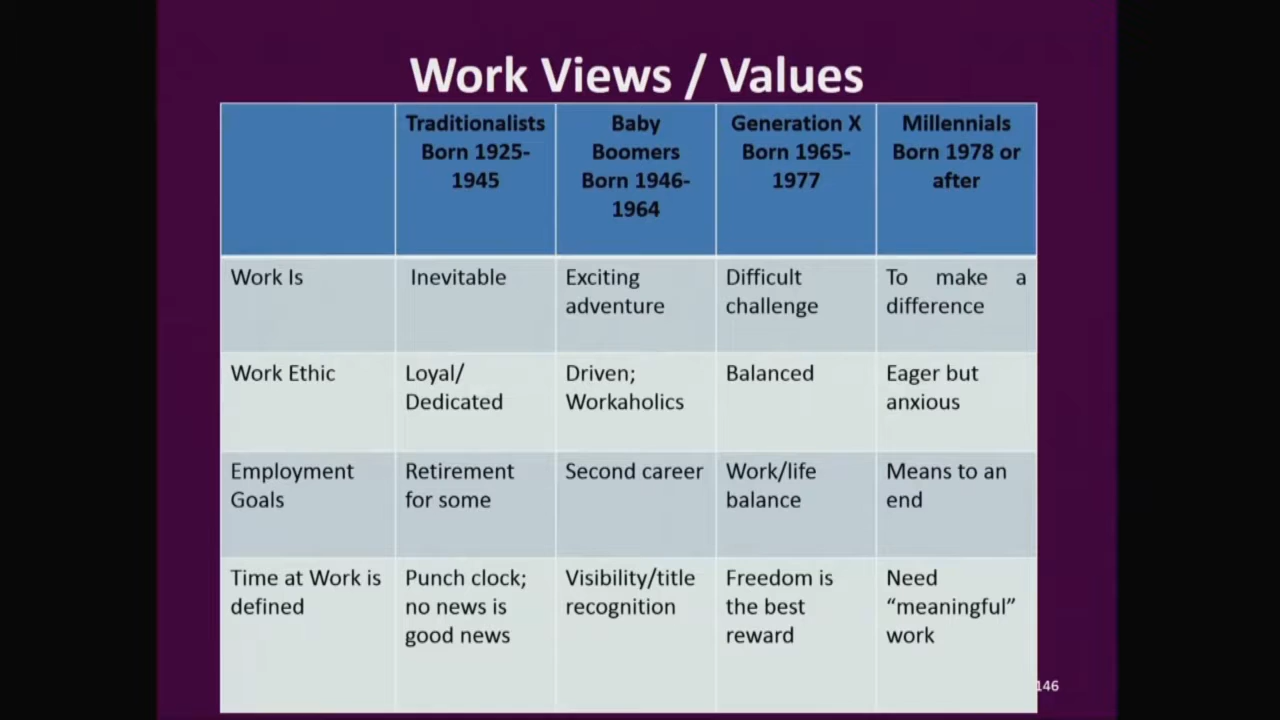 Work Views / Values
Traditionalists
Born 1925-
1945
Baby
Boomers
Born 1946-
1964
Generation X
Born 1965-
1977
Millennials
Born 1978 or
after
Work Is
Inevitable
Exciting
adventure
Difficult
challenge
To make a
difference
Work Ethic
Loyal/
Dedicated
Driven;
Workaholics
Balanced
Eager but
anxious
Employment
Goals
Retirement
for some
Second career
Work/life
balance
Means to an
end
Time at Work is
defined
Punch clock;
no news is
good news
Visibility/title
recognition
Freedom is
the best
reward
Need
“meaningful”
work
146